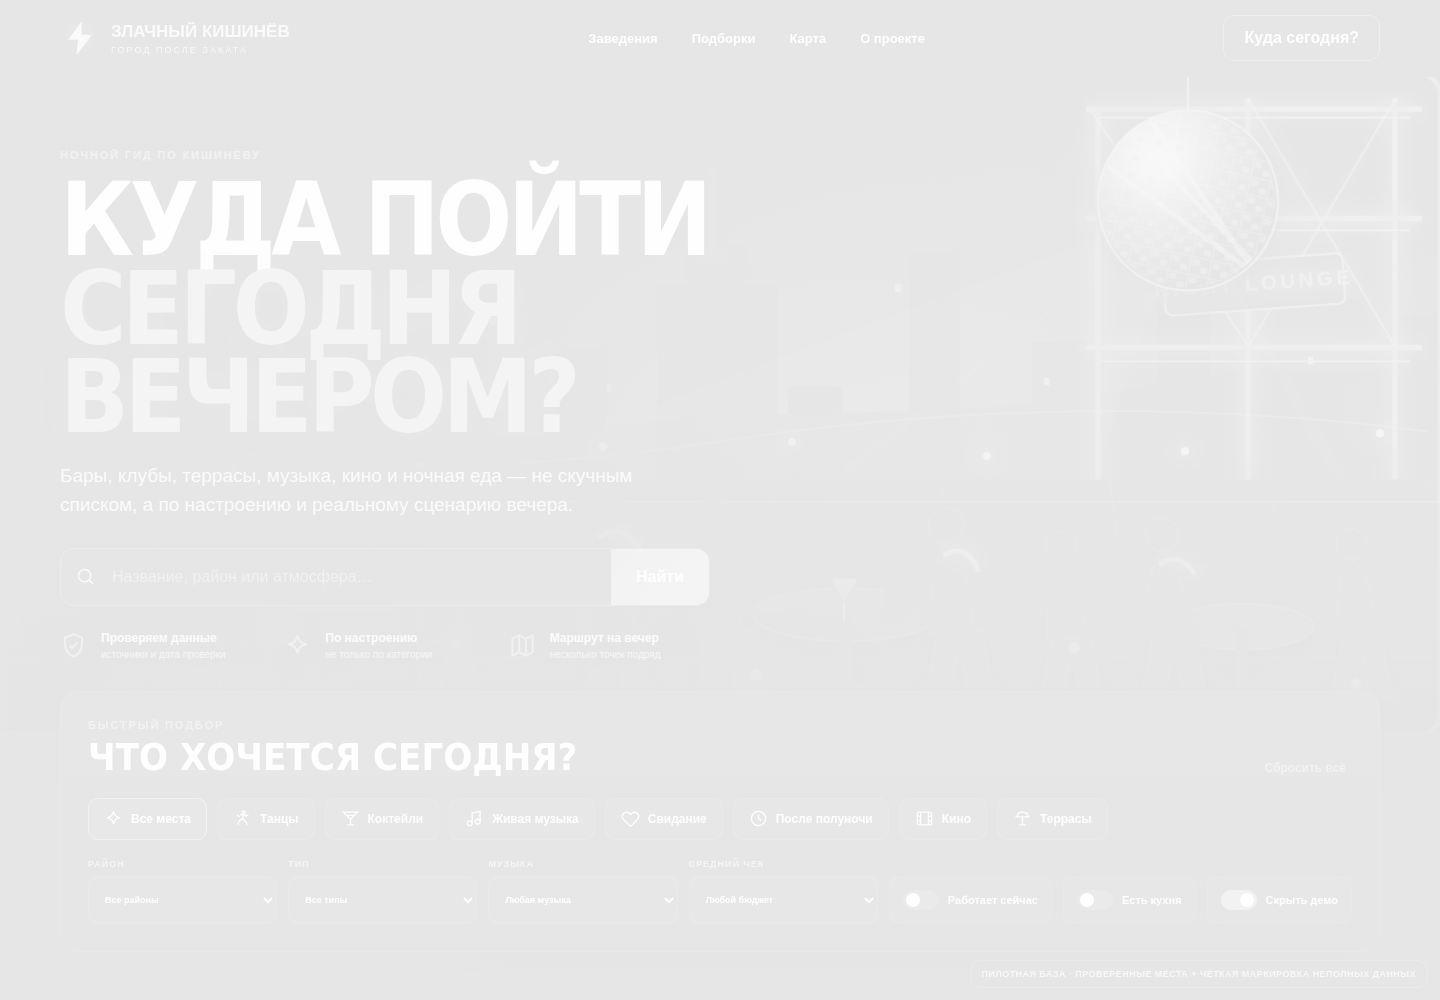 ЗЛАЧНЫЙ КИШИНЁВ
ГОРОД ПОСЛЕ ЗАКАТА
Заведения Подборки Карта О проекте
Куда сегодня?
НОЧНОЙ ГИД ПО КИШИНЁВУ
КУДА ПОЙТИ
СЕГОДНЯ
ВЕЧЕРОМ?
LOUNGE
Бары, клубы, террасы, музыка, кино и ночная еда — не скучным
списком, а по настроению и реальному сценарию вечера.
Название, район или атмосфера...
Найти
Проверяем данные
источники и дата проверки
По настроению
не только по категории
Маршрут на вечер
несколько точек подряд
БЫСТРЫЙ ПОДБОР
ЧТО ХОЧЕТСЯ СЕГОДНЯ?
Сбросить всё
Все места Танцы Коктейли Живая музыка Свидание После полуночи Кино Террасы
РАЙОН ТИП МУЗЫКА СРЕДНИЙ ЧЕК
Все районы Все типы Любая музыка Любой бюджет Работает сейчас Есть кухня Скрыть демо
ПИЛОТНАЯ БАЗА · ПРОВЕРЕННЫЕ МЕСТА + ЧЁТКАЯ МАРКИРОВКА НЕПОЛНЫХ ДАННЫХ